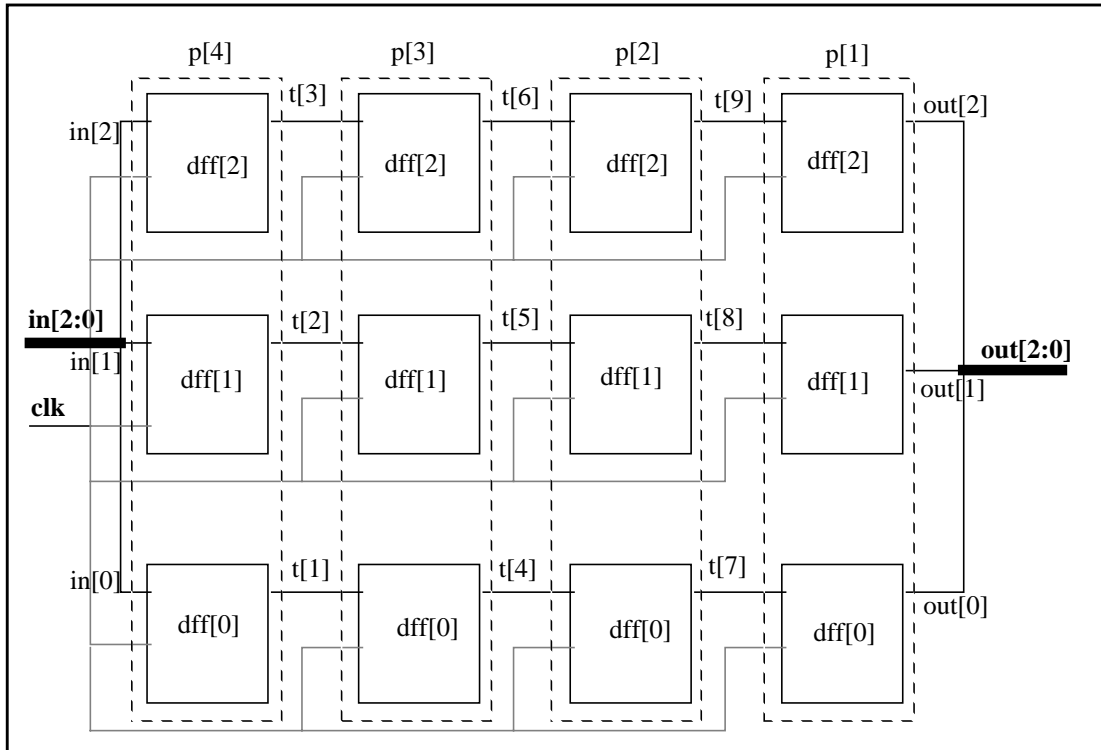 p[4] p[3] p[2] p[1]
t[3] t[6] t[9] out[2]
in[2]
dff[2] dff[2] dff[2] dff[2]
in[2:0] t[2] t[5] t[8]
in[1] out[2:0]
dff[1] dff[1] dff[1] dff[1] out[1]
clk
in[0] t[1] t[4] t[7]
out[0]
dff[0] dff[0] dff[0] dff[0]